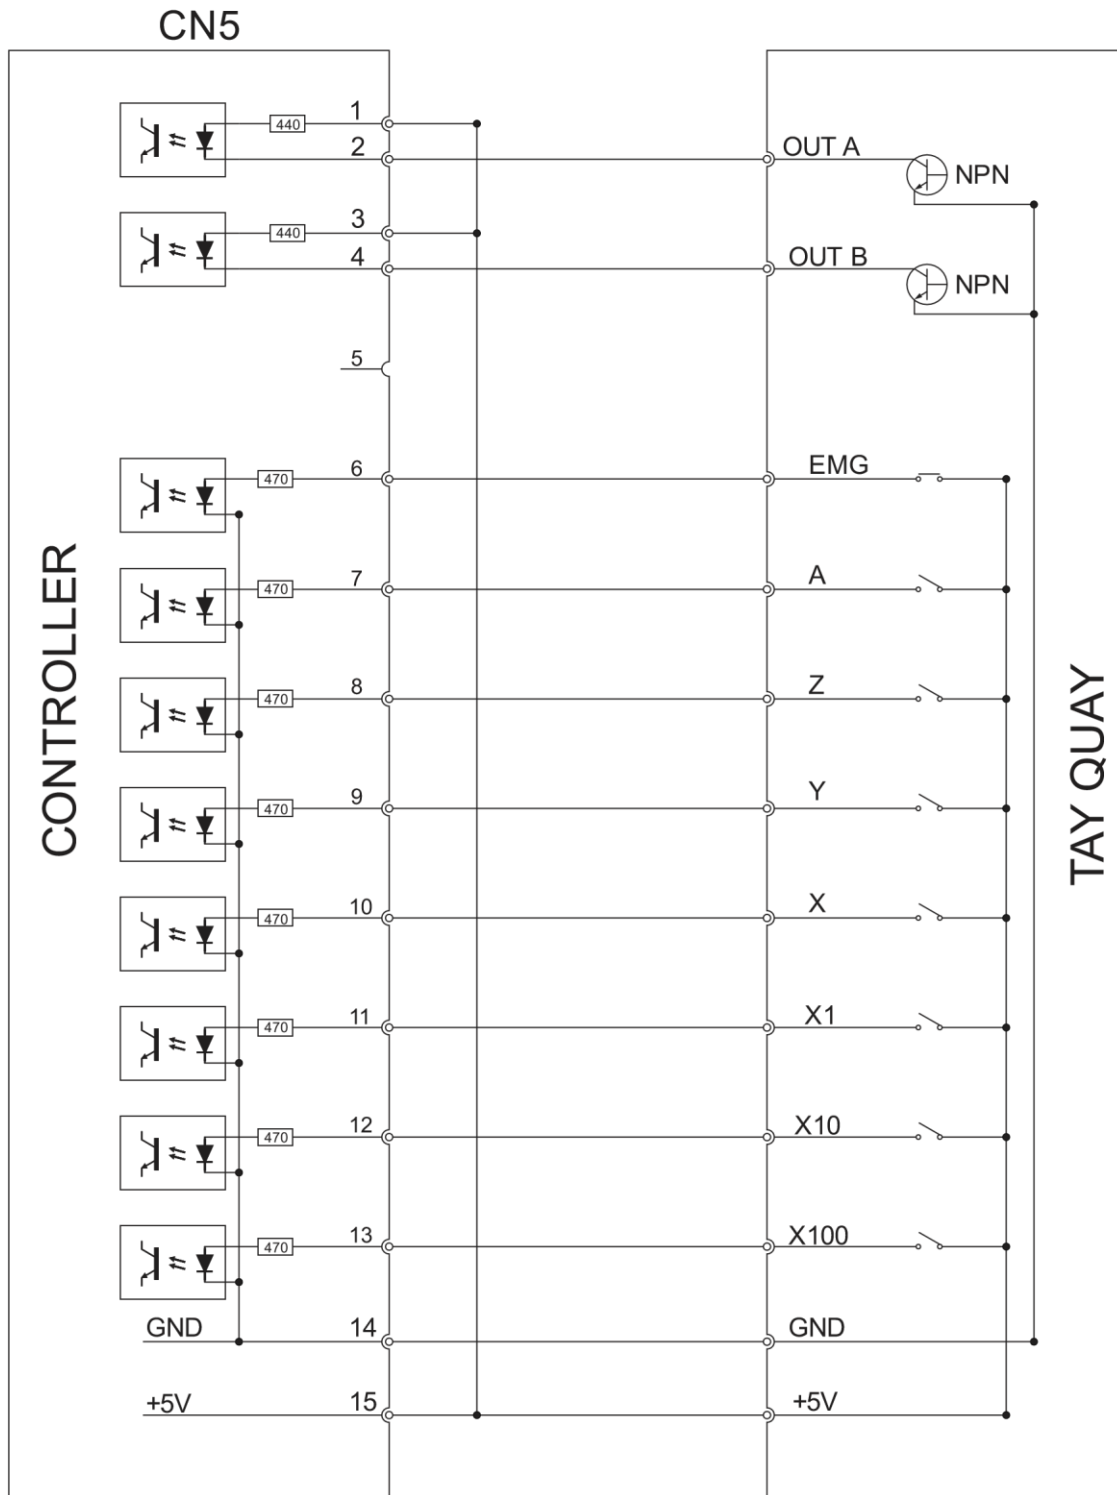 CN5
1
440
2
OUT A
NPN
3
440
4
OUT B
NPN
5
6
470
EMG
7
470
A
8
470
Z
9
470
Y
10
470
X
11
470
X1
12
470
X10
13
470
X100
GND
14
GND
+5V
15
+5V
CONTROLLER
TAY QUAY